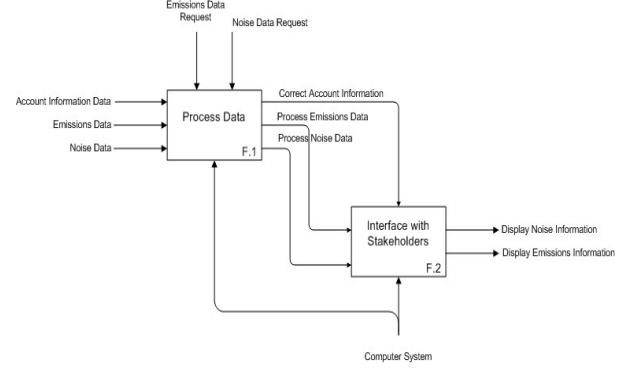 Emissions Data
Request
Noise Data Request
Correct Account Information
Account Information Data
Process Data
Process Emissions Data
Emissions Data
Process Noise Data
Noise Data
F.1
Interface with
Stakeholders
Display Noise Information
Display Emissions Information
F.2
Computer System